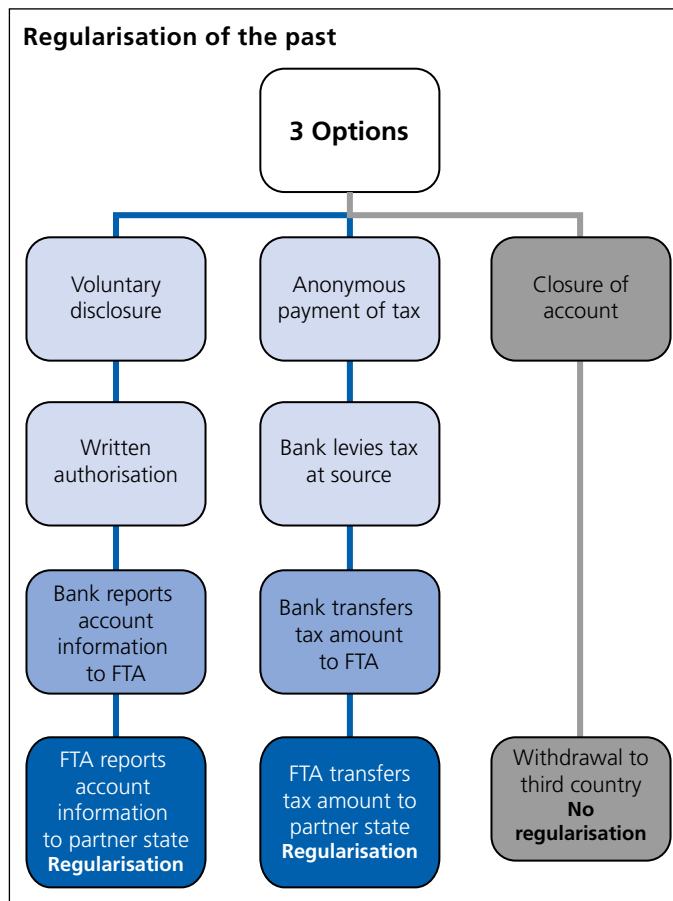 Regularisation of the past
3 Options
Voluntary
disclosure
Anonymous
payment of tax
Closure of
account
Written
authorisation
Bank levies tax
at source
Bank reports
account
information
to FTA
Bank transfers
tax amount
to FTA
FTA reports
account
information
to partner state
Regularisation
FTA transfers
tax amount to
partner state
Regularisation
Withdrawal to
third country
No
regularisation